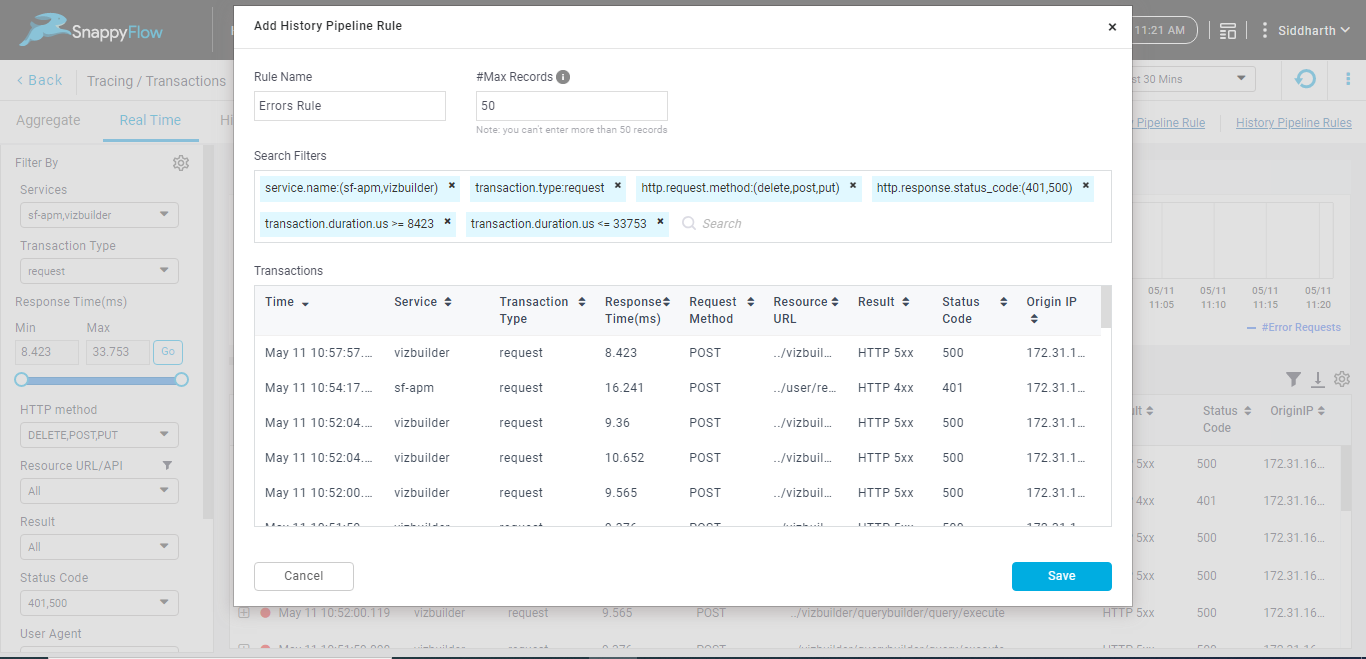 SnappyFlow
11:21 AM
Siddharth
Back
Tracing / Transactions
st 30 Mins
Aggregate
Real Time
Hi
Pipeline Rule
History Pipeline Rules
Filter By
Services
sf-apm,vizbuilder
Transaction Type
request
Response Time(ms)
Min Max
8.423 33.753 Go
HTTP method
DELETE,POST,PUT
Resource URL/API
All
Result
All
Status Code
401,500
User Agent
Add History Pipeline Rule
Rule Name
Errors Rule
#Max Records
50
Note: you can't enter more than 50 records
Search Filters
service.name:(sf-apm,vizbuilder) × transaction.type:request × http.request.method:(delete,post,put) × http.response.status_code:(401,500) ×
transaction.duration.us >= 8423 × transaction.duration.us <= 33753 × Search
Transactions
Time Service Transaction Type Response Time(ms) Request Method Resource URL Result Status Code Origin IP
May 11 10:57:57.... vizbuilder request 8.423 POST ../vizbuil... HTTP 5xx 500 172.31.1...
May 11 10:54:17.... sf-apm request 16.241 POST ../user/re... HTTP 4xx 401 172.31.1...
May 11 10:52:04.... vizbuilder request 9.36 POST ../vizbuil... HTTP 5xx 500 172.31.1...
May 11 10:52:04.... vizbuilder request 10.652 POST ../vizbuil... HTTP 5xx 500 172.31.1...
May 11 10:52:00.... vizbuilder request 9.565 POST ../vizbuil... HTTP 5xx 500 172.31.1...
Cancel
Save
05/11 05/11 05/11 05/11
11:05 11:10 11:15 11:20
#Error Requests
ult Status Code OriginIP
5xx 500 172.31.16...
4xx 401 172.31.16...
5xx 500 172.31.16...
5xx 500 172.31.16...
May 11 10:52:00.119 vizbuilder request 9.565 POST ../vizbuilder/querybuilder/query/execute HTTP 5xx 500 172.31.16...